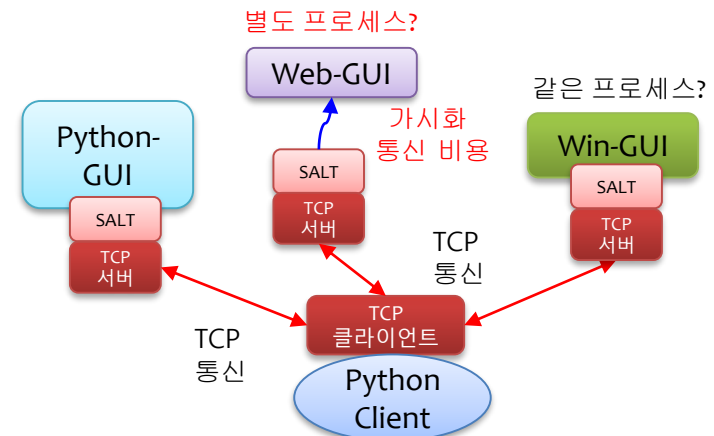 별도 프로세스?
Web-GUI
같은 프로세스?
Python-
GUI
가시화
통신 비용
Win-GUI
SALT
TCP
서버
SALT
TCP
서버
SALT
TCP
서버
TCP
통신
TCP
통신
TCP
클라이언트
Python
Client